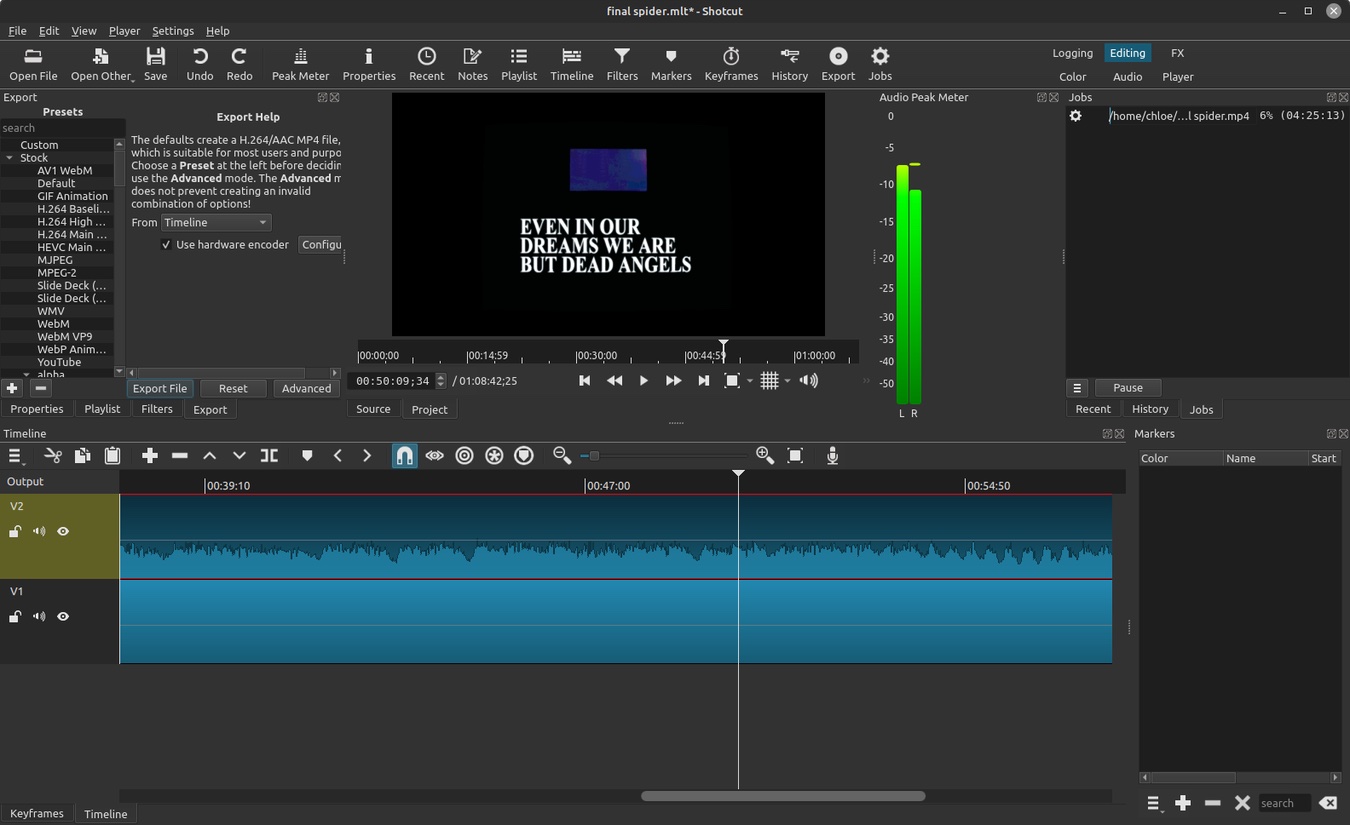 final spider.mlt* - Shotcut
File Edit View Player Settings Help
Open File Open Other Save Undo Redo Peak Meter Properties Recent Notes Playlist Timeline Filters Markers Keyframes History Export Jobs
Logging Editing FX
Color Audio Player
Export
Presets
search
Custom
Stock
AV1 WebM
Default
GIF Animation
H.264 Baseli...
H.264 High ...
H.264 Main ...
HEVC Main ...
MJPEG
MPEG-2
Slide Deck (...
Slide Deck (...
WMV
WebM
WebM VP9
WebP Anim...
YouTube
alpha
Export Help
The defaults create a H.264/AAC MP4 file,
which is suitable for most users and purpo
Choose a Preset at the left before decidin
use the Advanced mode. The Advanced m
does not prevent creating an invalid
combination of options!
From Timeline
Use hardware encoder Configu
Export File Reset Advanced
Properties Playlist Filters Export
EVEN IN OUR
DREAMS WE ARE
BUT DEAD ANGELS
00:00:00 00:14:59 00:30:00 00:44:59 01:00:00
00:50:09;34 / 01:08:42;25
Source Project
Audio Peak Meter
0
-5
-10
-15
-20
-25
-30
-35
-40
-50
L R
Jobs
/home/chloe/...l spider.mp4 6% (04:25:13)
Pause
Recent History Jobs
Timeline
Output
00:39:10 00:47:00 00:54:50
V2
V1
Keyframes Timeline
Markers
Color Name Start
search